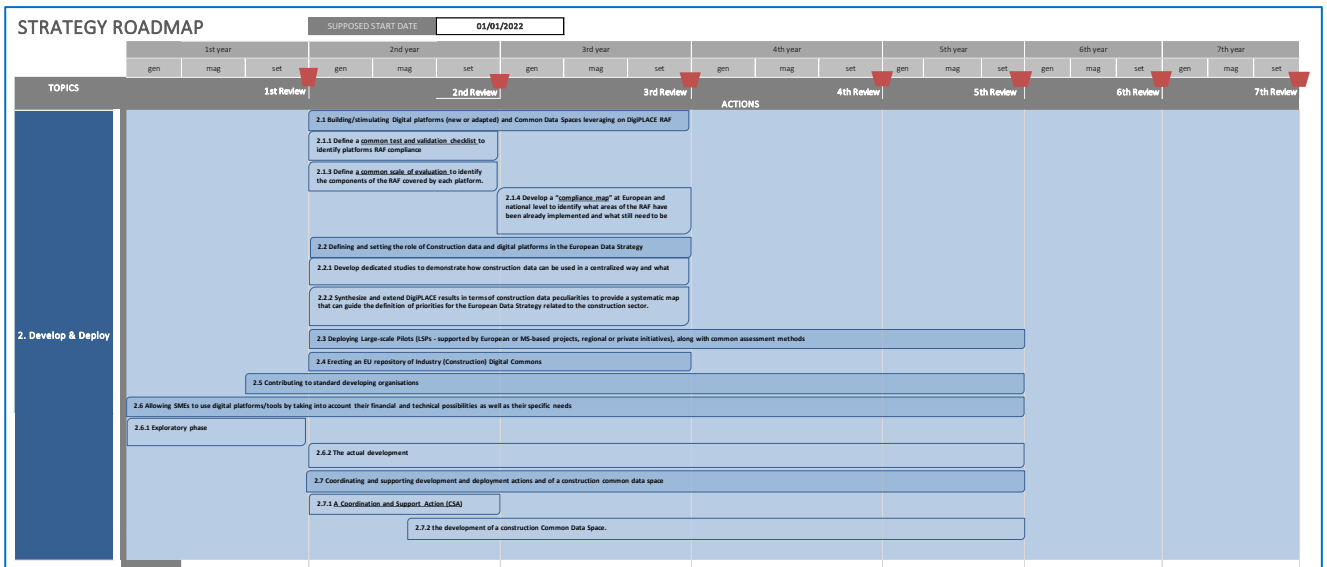 STRATEGY ROADMAP
SUPPOSED START DATE
01/01/2022
1st year
2nd year
3rd year
4th year
5th year
6th year
7th year
gen mag set gen mag set gen mag set gen mag set gen mag set gen mag set gen mag set
TOPICS
1st Review
2nd Review
3rd Review
4th Review
5th Review
6th Review
7th Review
ACTIONS
2. Develop & Deploy
2.1 Building/stimulating Digital platforms (new or adapted) and Common Data Spaces leveraging on DigiPLACE RAF
2.1.1 Define a common test and validation checklist to
identify platforms RAF compliance
2.1.3 Define a common scale of evaluation to identify
the components of the RAF covered by each platform.
2.1.4 Develop a "compliance map" at European and
national level to identify what areas of the RAF have
been already implemented and what still need to be
2.2 Defining and setting the role of Construction data and digital platforms in the European Data Strategy
2.2.1 Develop dedicated studies to demonstrate how construction data can be used in a centralized way and what
2.2.2 Synthesize and extend DigiPLACE results in terms of construction data peculiarities to provide a systematic map
that can guide the definition of priorities for the European Data Strategy related to the construction sector.
2.3 Deploying Large-scale Pilots (LSPs - supported by European or MS-based projects, regional or private initiatives), along with common assessment methods
2.4 Erecting an EU repository of Industry (Construction) Digital Commons
2.5 Contributing to standard developing organisations
2.6 Allowing SMEs to use digital platforms/tools by taking into account their financial and technical possibilities as well as their specific needs
2.6.1 Exploratory phase
2.6.2 The actual development
2.7 Coordinating and supporting development and deployment actions and of a construction common data space
2.7.1 A Coordination and Support Action (CSA)
2.7.2 the development of a construction Common Data Space.